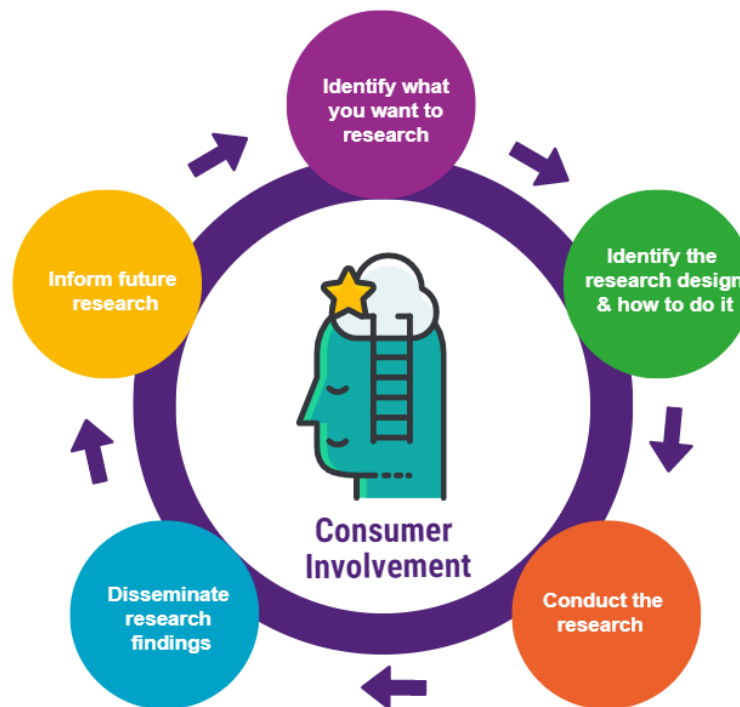 Identify what
you want to
research
Identify the
research design
& how to do it
Conduct the
research
Disseminate
research
findings
Inform future
research
Consumer
Involvement